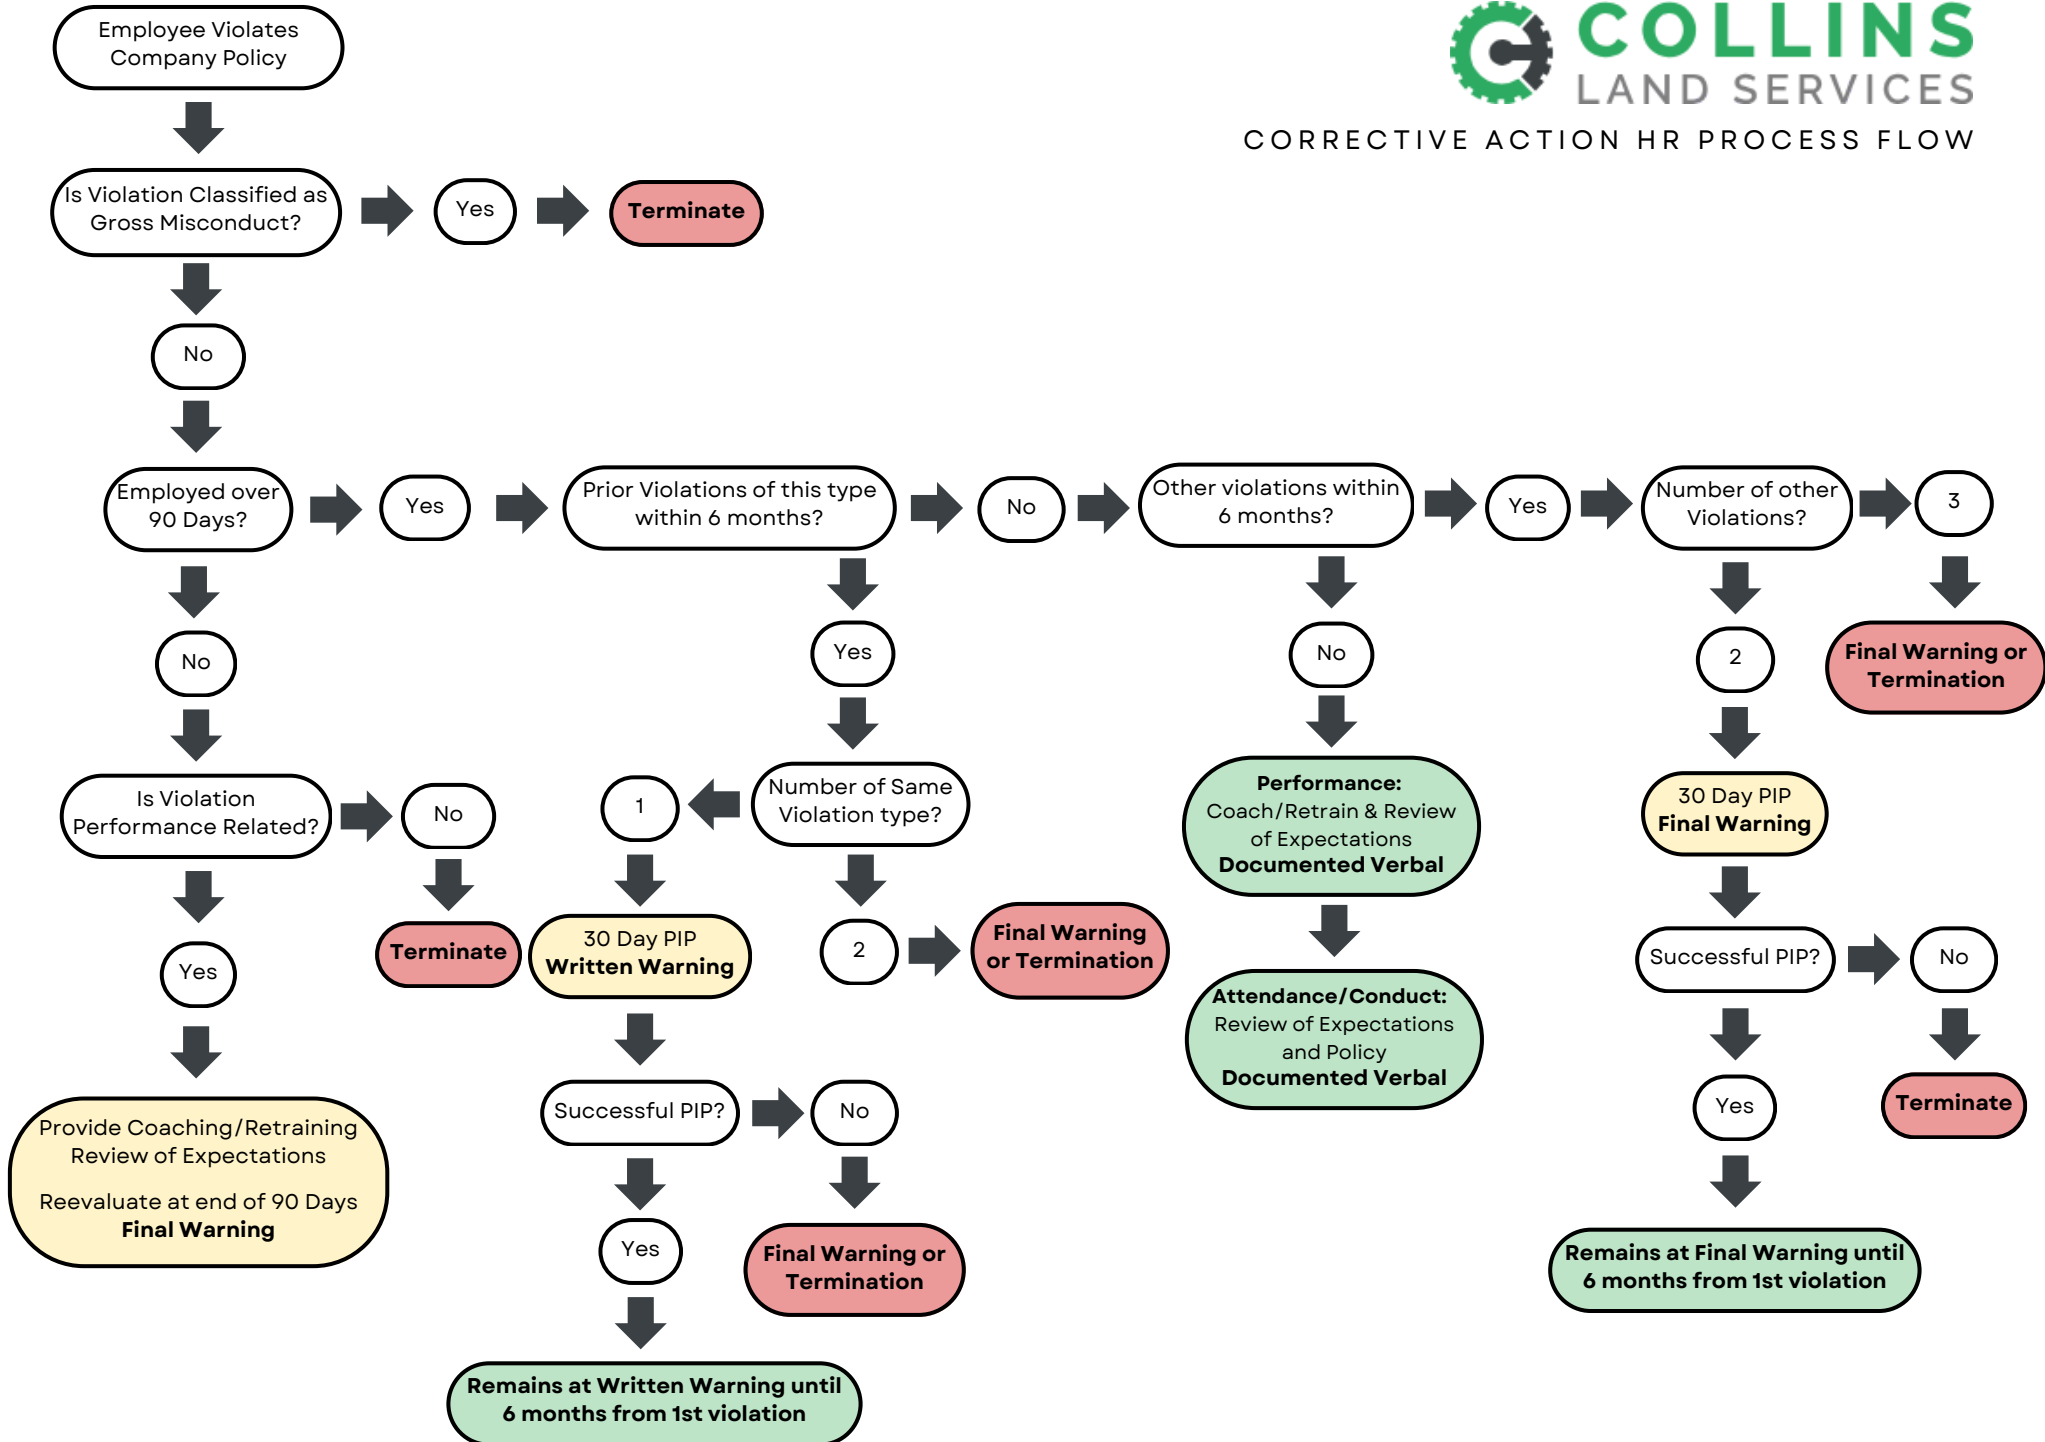 COLLINS
LAND SERVICES
CORRECTIVE ACTION HR PROCESS FLOW
Employee Violates
Company Policy
Is Violation Classified as
Gross Misconduct?
Yes
Terminate
No
Employed over
90 Days?
Yes
Prior Violations of this type
within 6 months?
No
Other violations within
6 months?
Yes
Number of other
Violations?
3
Final Warning or
Termination
2
30 Day PIP
Final Warning
Successful PIP?
No
Terminate
Yes
Remains at Final Warning until
6 months from 1st violation
No
Performance:
Coach/Retrain & Review
of Expectations
Documented Verbal
Attendance/Conduct:
Review of Expectations
and Policy
Documented Verbal
Yes
Number of Same
Violation type?
1
2
Final Warning
or Termination
30 Day PIP
Written Warning
Successful PIP?
No
Final Warning or
Termination
Yes
Remains at Written Warning until
6 months from 1st violation
No
Is Violation
Performance Related?
No
Terminate
Yes
Provide Coaching/Retraining
Review of Expectations
Reevaluate at end of 90 Days
Final Warning